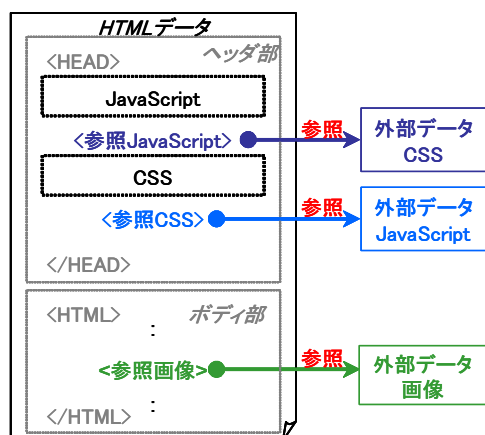 HTMLデータ
ヘッダ部
<HEAD>
JavaScript
<参照JavaScript>
参照
外部データ
CSS
CSS
<参照CSS>
参照
外部データ
JavaScript
</HEAD>
<HTML>
ボディ部
:
<参照画像>
参照
外部データ
画像
:
</HTML>